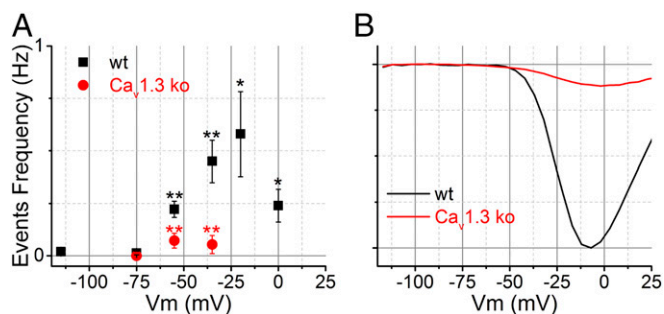 A
B
Events Frequency (Hz)
1
0
wt
Cav1.3 ko
*
**
**
*
**
**
-100 -75 -50 -25 0 25
Vm (mV)
wt
Cav1.3 ko
-100 -75 -50 -25 0 25
Vm (mV)